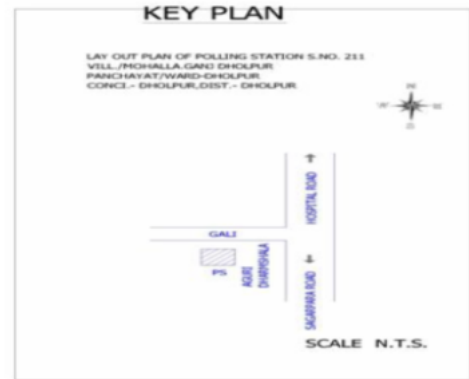 KEY PLAN
LAY OUT PLAN OF POLLING STATION S.NO. 211
VILL./MOHALLA.GANJ DHOLPUR
PANCHAYAT/WARD-DHOLPUR
CONCI.- DHOLPUR,DIST.- DHOLPUR
N
W
S
HOSPITAL ROAD
GALI
PS
AGURI
DHARMSHALA
SAGARPARA ROAD
SCALE N.T.S.